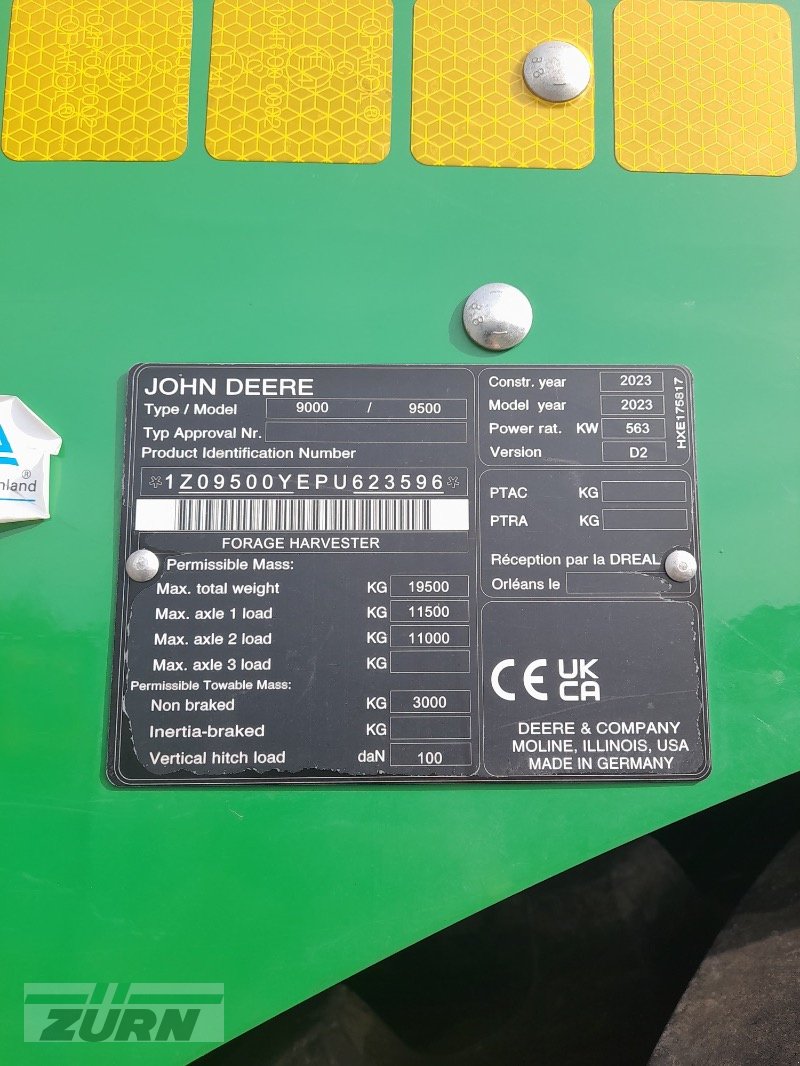 8.8
8.8
JOHN DEERE
Type / Model 9000 / 9500
Typ Approval Nr.
Product Identification Number
*1Z09500YEPU623596*
FORAGE HARVESTER
Permissible Mass:
Max. total weight KG 19500
Max. axle 1 load KG 11500
Max. axle 2 load KG 11000
Max. axle 3 load KG
Permissible Towable Mass:
Non braked KG 3000
Inertia-braked KG
Vertical hitch load daN 100
Constr. year 2023
Model year 2023
Power rat. KW 563
Version D2
HXE175817
PTAC KG
PTRA KG
Réception par la DREAL
Orléans le
CE UK
CA
DEERE & COMPANY
MOLINE, ILLINOIS, USA
MADE IN GERMANY
®
ZÜRN